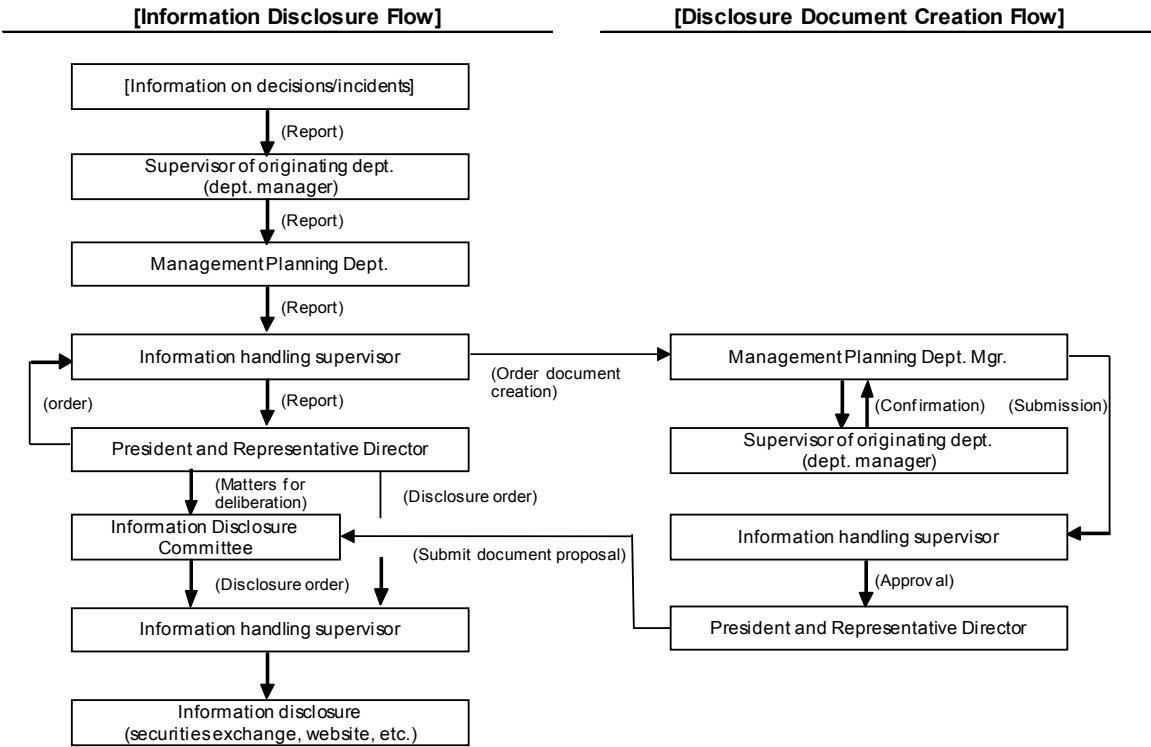 [Information Disclosure Flow]
[Disclosure Document Creation Flow]
[Information on decisions/incidents]
(Report)
Supervisor of originating dept.
(dept. manager)
(Report)
Management Planning Dept.
(Report)
Information handling supervisor
(Order document
creation)
Management Planning Dept. Mgr.
(order)
(Report)
(Confirmation)
(Submission)
President and Representative Director
Supervisor of originating dept.
(dept. manager)
(Matters for
deliberation)
(Disclosure order)
Information Disclosure
Committee
(Submit document proposal)
Information handling supervisor
(Disclosure order)
(Approval)
Information handling supervisor
President and Representative Director
Information disclosure
(securities exchange, website, etc.)